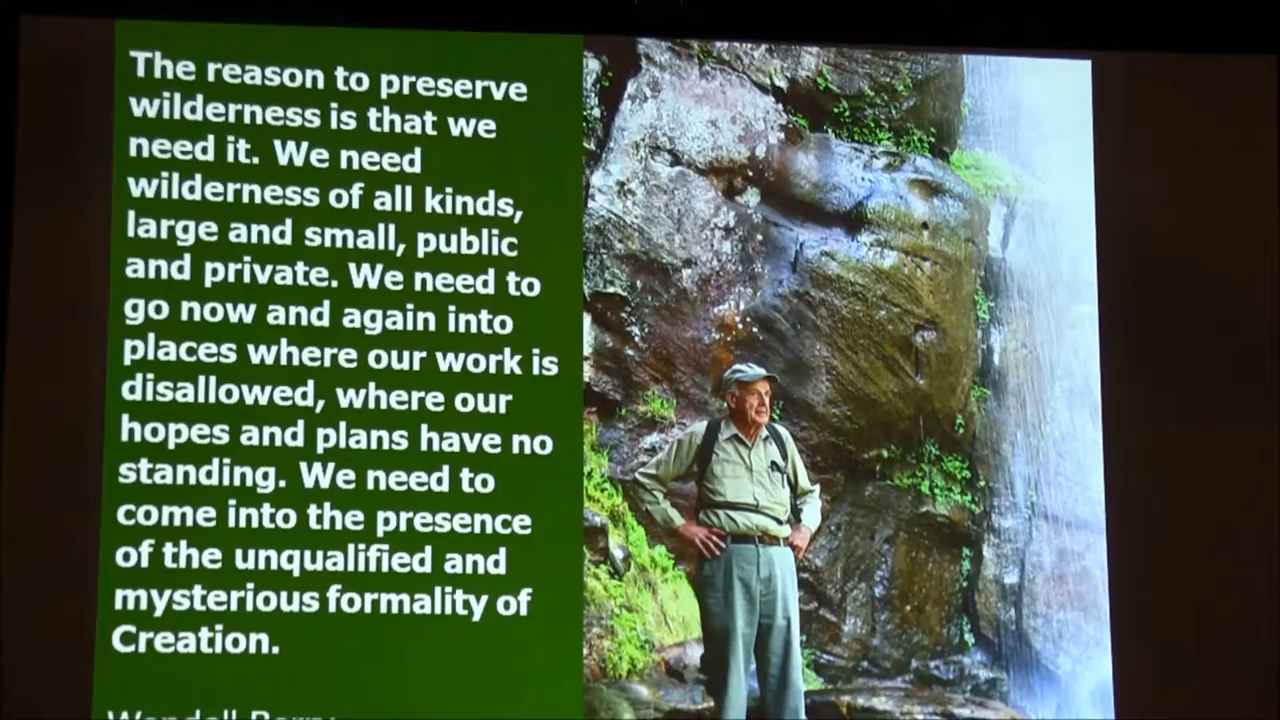 The reason to preserve
wilderness is that we
need it. We need
wilderness of all kinds,
large and small, public
and private. We need to
go now and again into
places where our work is
disallowed, where our
hopes and plans have no
standing. We need to
come into the presence
of the unqualified and
mysterious formality of
Creation.
Wendell Berry